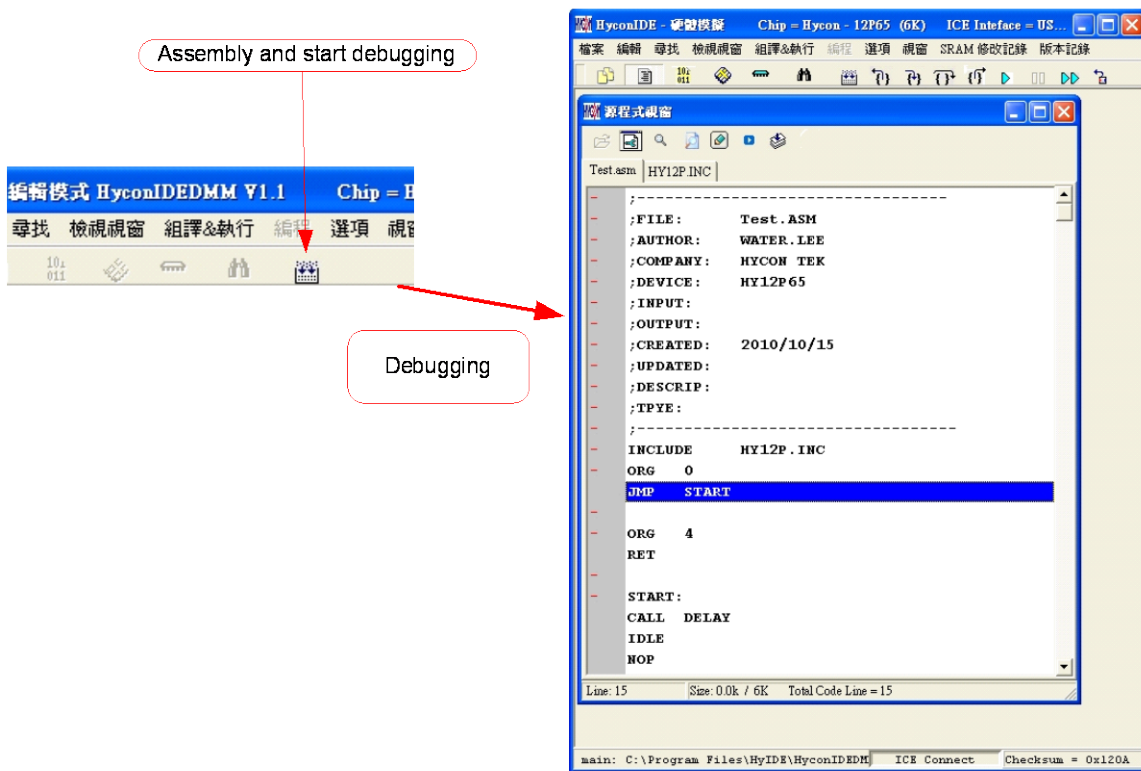 Assembly and start debugging
編輯模式 HyconIDEDMM V1.1 Chip = H
尋找 檢視視窗 組譯&執行 編程 選項 視窗
Debugging
HyconIDE - 硬體模擬 Chip = Hycon - 12P65 (6K) ICE Inteface = US...
檔案 編輯 尋找 檢視視窗 組譯&執行 編程 選項 視窗 SRAM 修改記錄 版本記錄
源程式視窗
Test.asm HY12P.INC
;----------------------------------
;FILE: Test.ASM
;AUTHOR: WATER.LEE
;COMPANY: HYCON TEK
;DEVICE: HY12P65
;INPUT:
;OUTPUT:
;CREATED: 2010/10/15
;UPDATED:
;DESCRIP:
;TPYE:
;-----------------------------------
INCLUDE HY12P.INC
ORG 0
JMP START
ORG 4
RET
START:
CALL DELAY
IDLE
NOP
Line: 15 Size: 0.0k / 6K Total Code Line = 15
main: C:\Program Files\HyIDE\HyconIDEDM ICE Connect Checksum = 0x120A